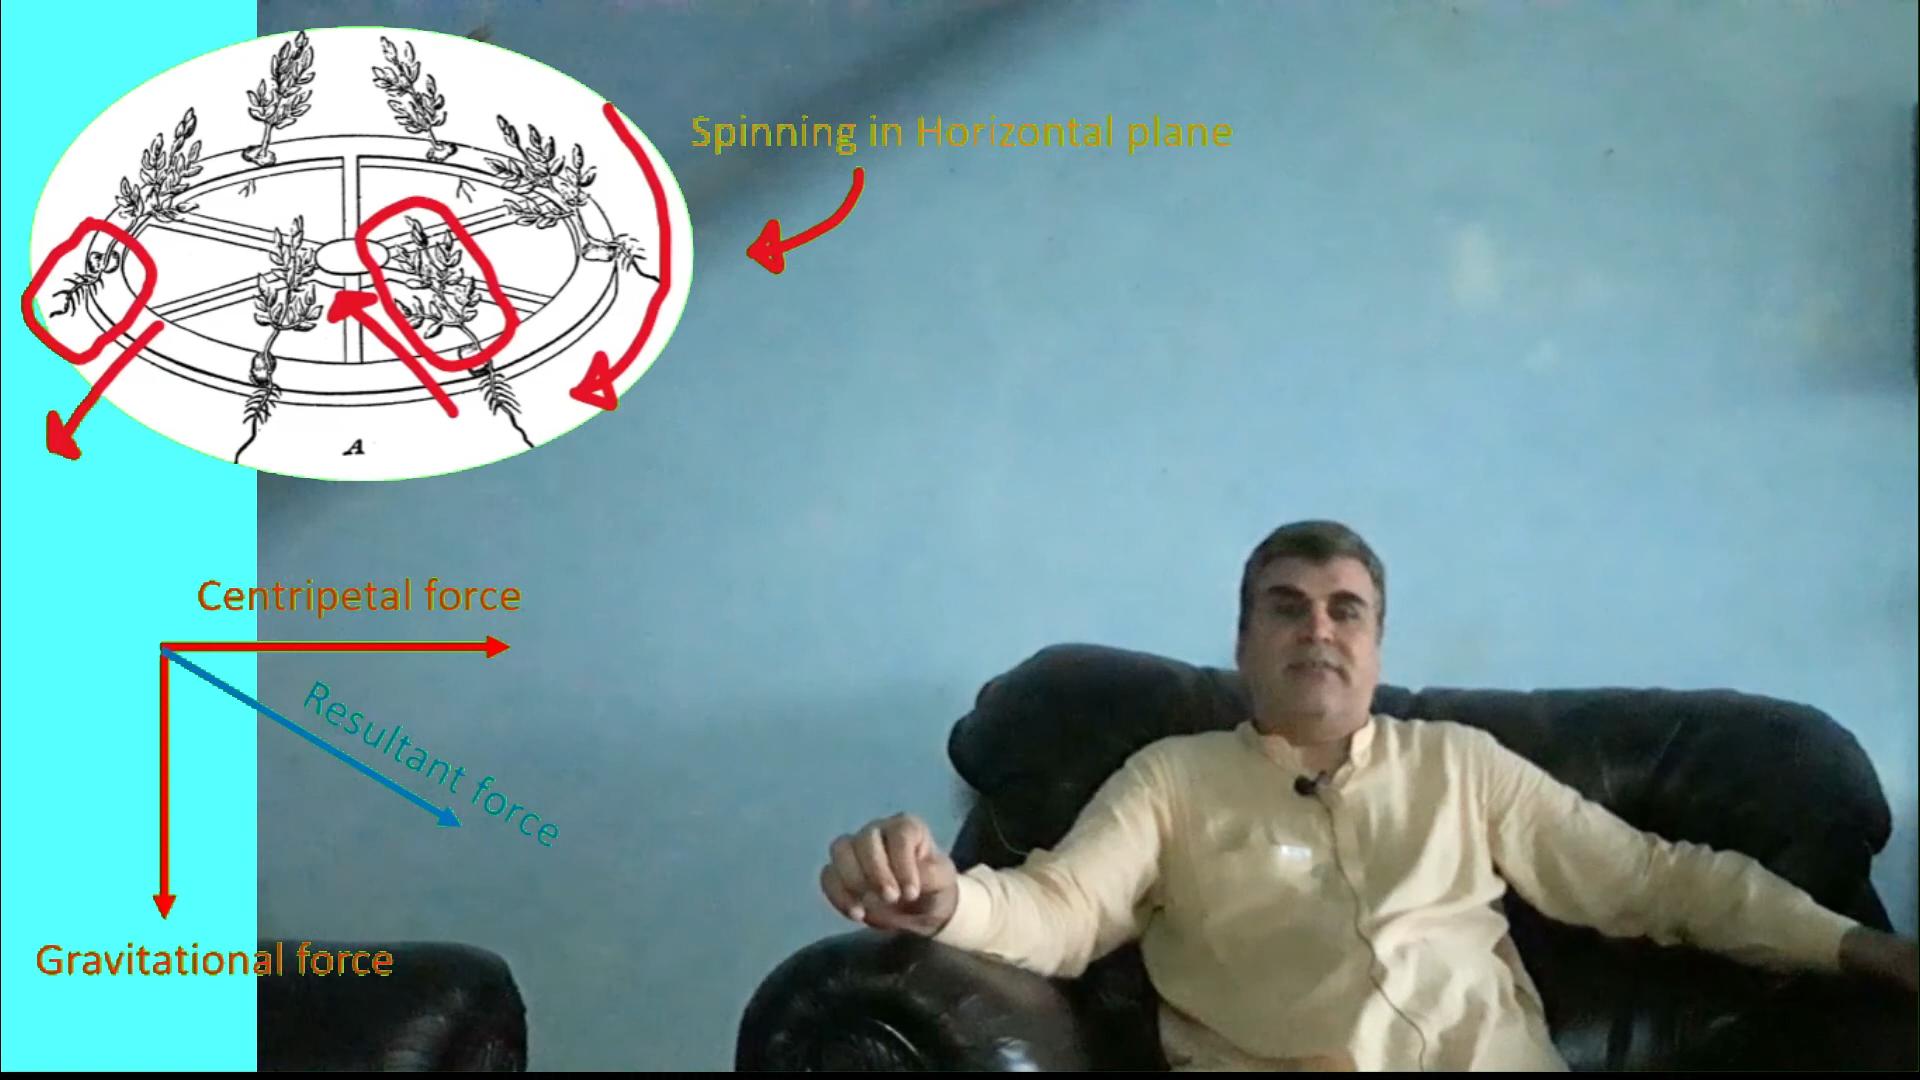 Spinning in Horizontal plane
A
Centripetal force
Resultant force
Gravitational force